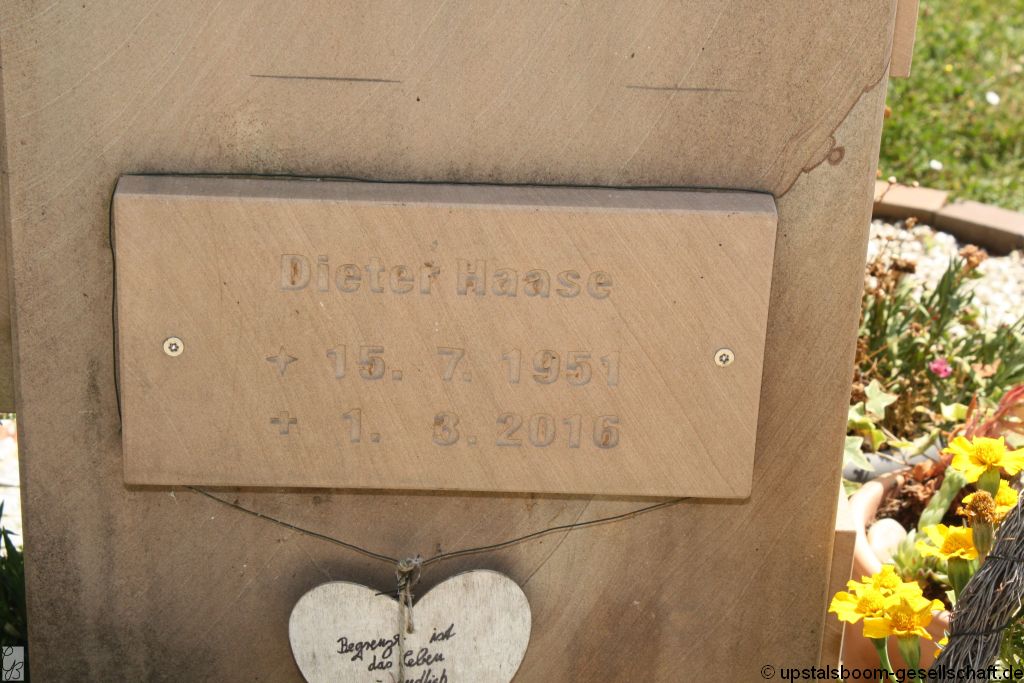 Dieter Haase
15. 7. 1951
+ 1. 3. 2016
Begrenzt ist
das Leben
© upstalsboom-gesellschaft.de